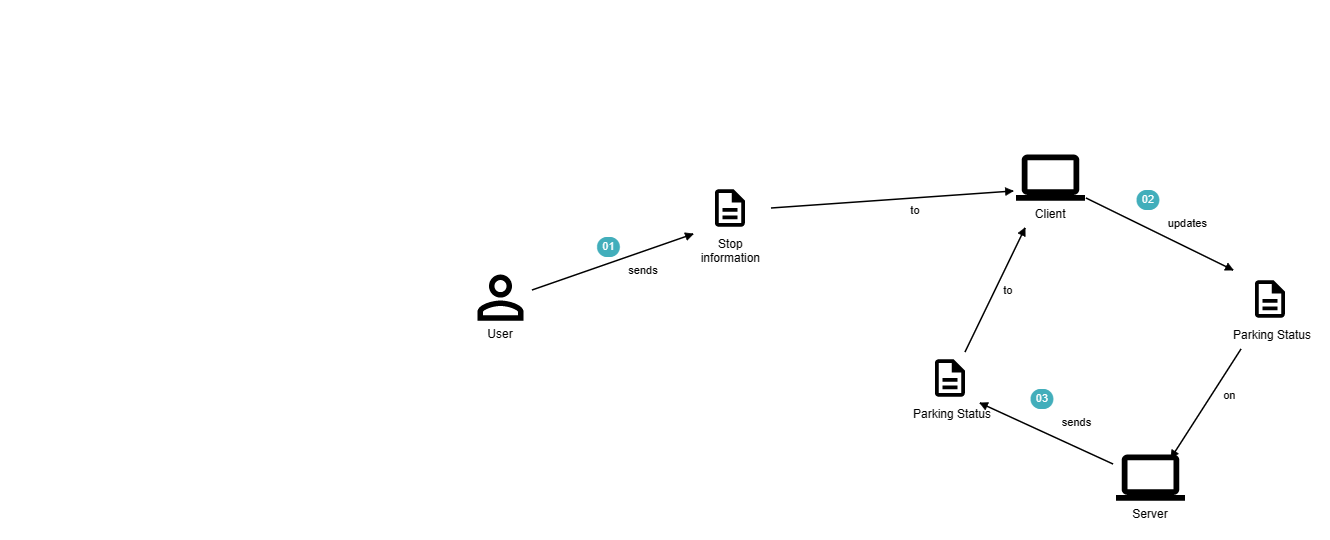 01
sends
User
Stop
information
to
Client
02
updates
Parking Status
on
Server
03
sends
Parking Status
to